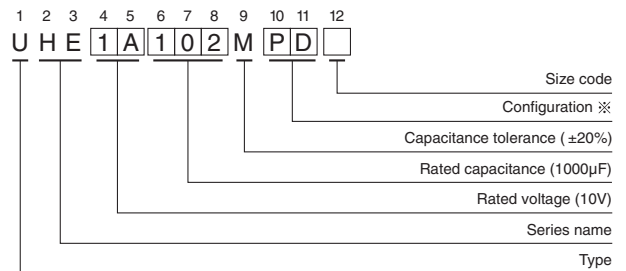 1 2 3 4 5 6 7 8 9 10 11 12
U H E 1 A 1 0 2 M P D
Size code
Configuration ※
Capacitance tolerance ( ±20%)
Rated capacitance (1000µF)
Rated voltage (10V)
Series name
Type